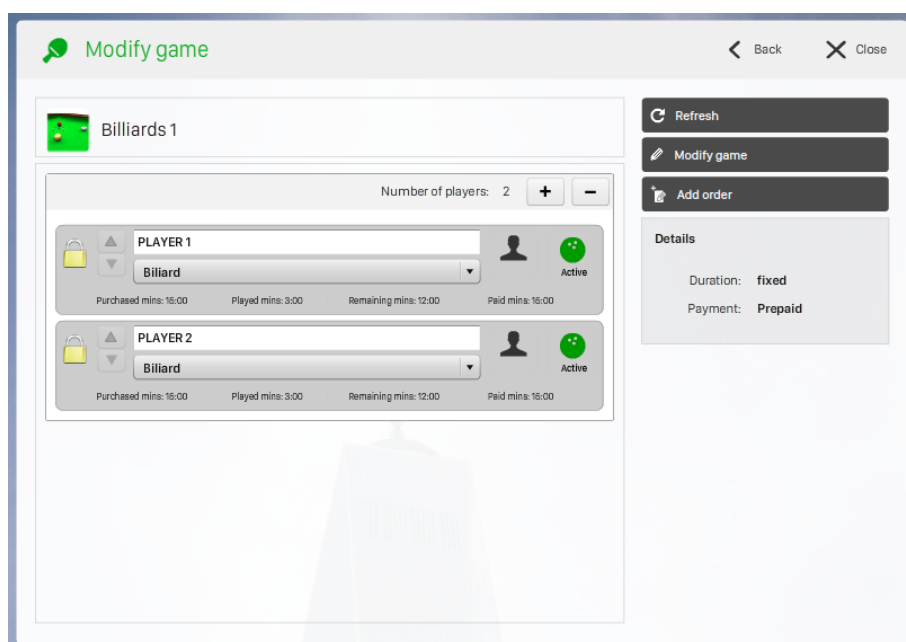 Modify game
Back
Close
Billiards 1
Number of players: 2 + −
PLAYER 1
Biliard
Active
Purchased mins: 15:00 Played mins: 3:00 Remaining mins: 12:00 Paid mins: 15:00
PLAYER 2
Biliard
Active
Purchased mins: 15:00 Played mins: 3:00 Remaining mins: 12:00 Paid mins: 15:00
Refresh
Modify game
Add order
Details
Duration: fixed
Payment: Prepaid